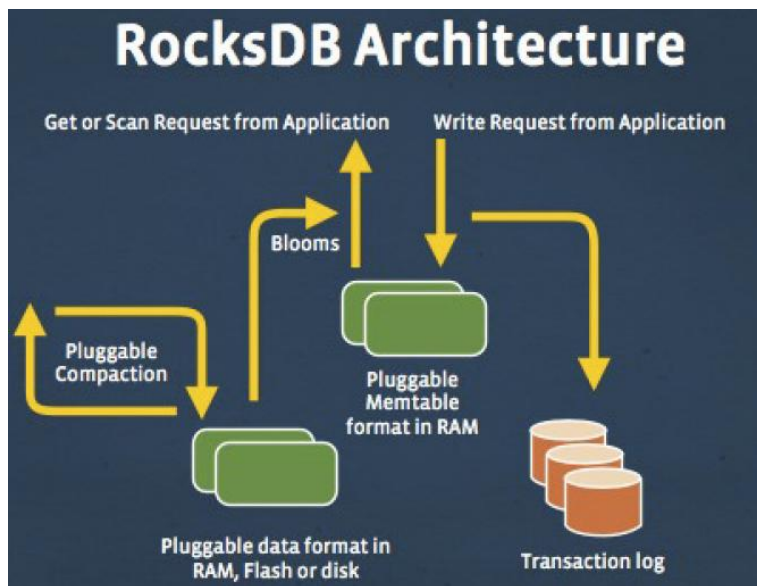 RocksDB Architecture
Get or Scan Request from Application
Write Request from Application
Blooms
Pluggable
Compaction
Pluggable
Memtable
format in RAM
Pluggable data format in
RAM, Flash or disk
Transaction log